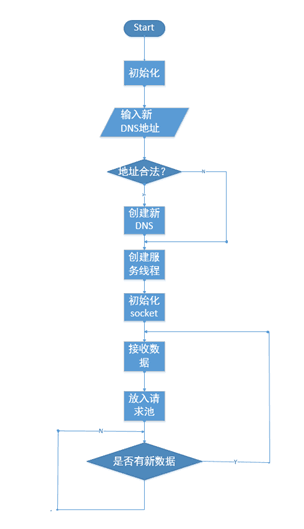 Start
初始化
输入新
DNS地址
地址合法?
N
创建新
DNS
创建服
务线程
初始化
socket
接收数
据
放入请
求池
N
是否有新数据
Y